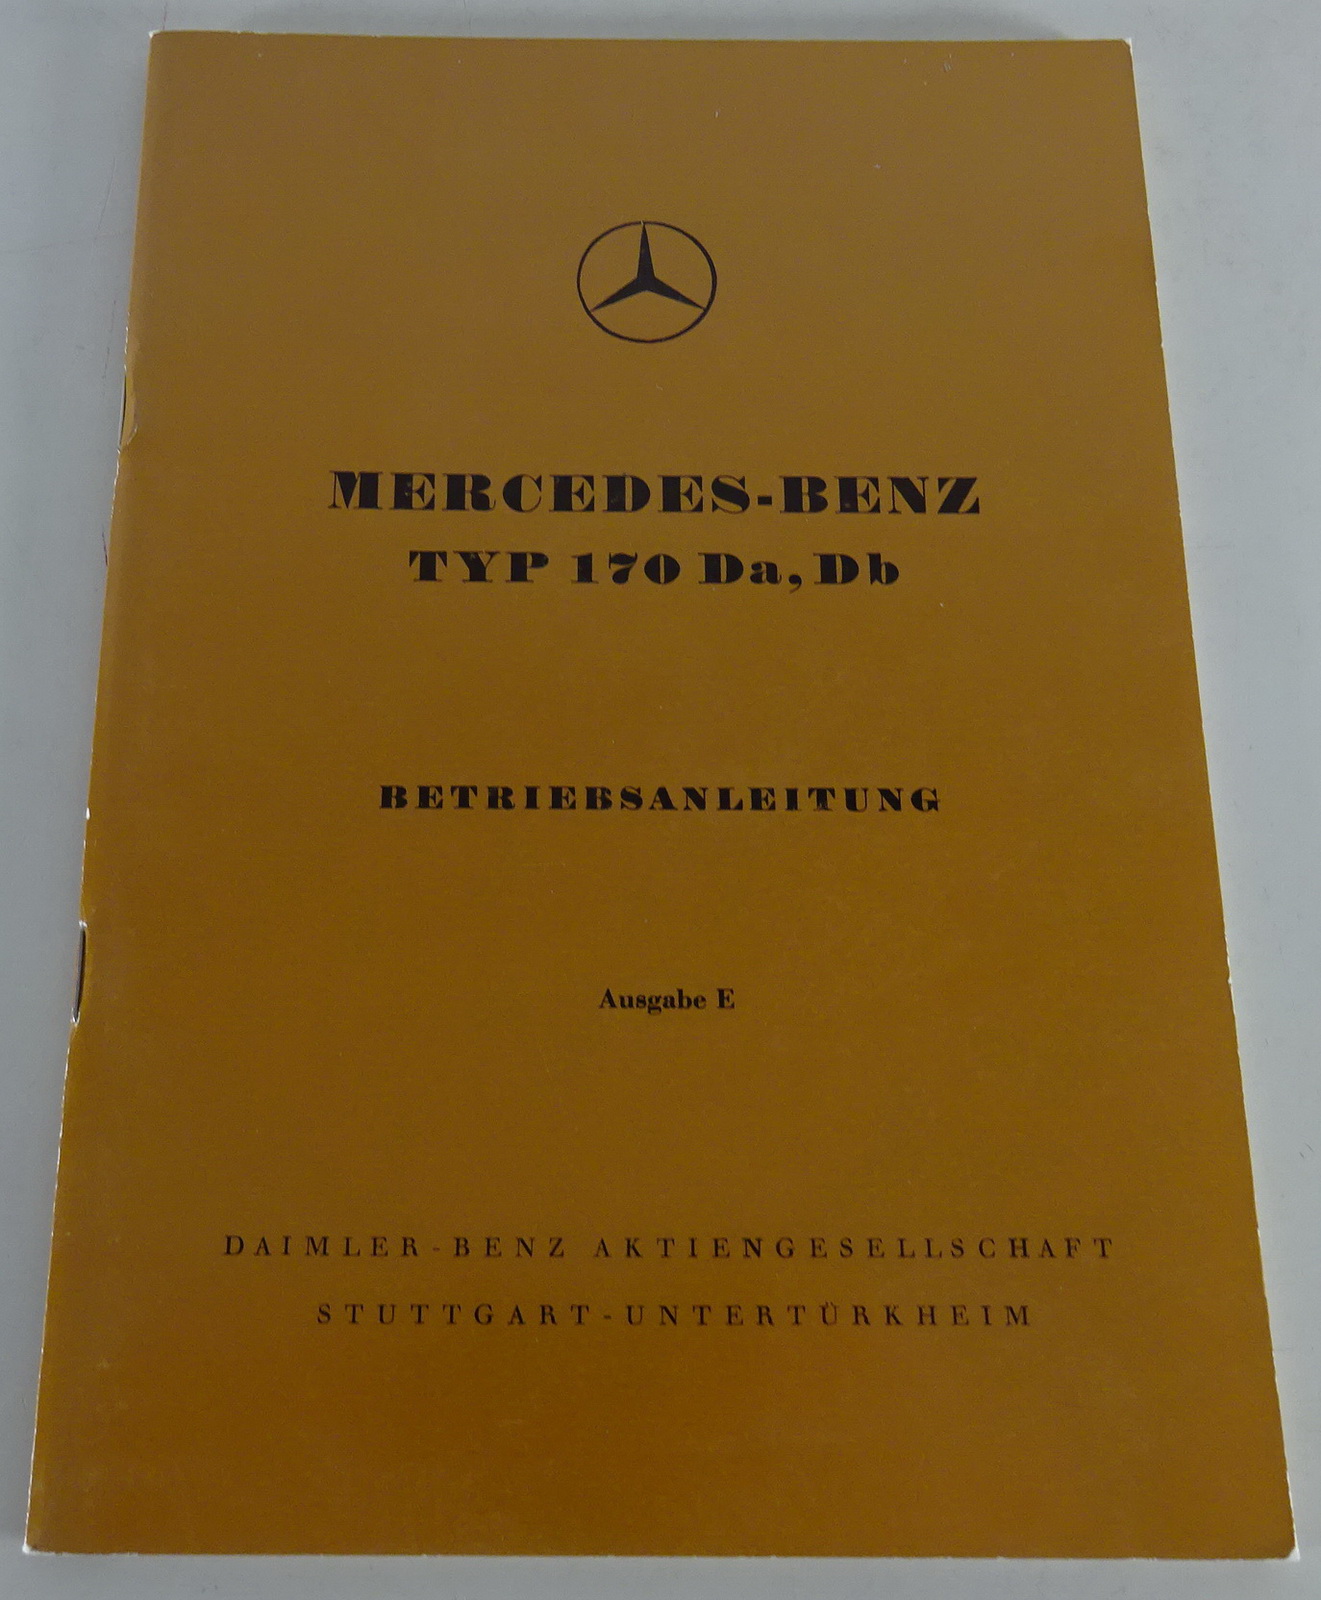 MERCEDES-BENZ
TYP 170 Da, Db
BETRIEBSANLEITUNG
Ausgabe E
DAIMLER-BENZ AKTIENGESELLSCHAFT
STUTTGART-UNTERTÜRKHEIM